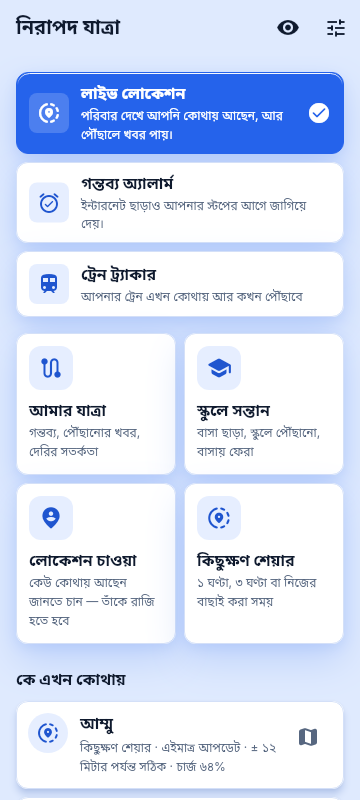 নিরাপদ যাত্রা
লাইভ লোকেশন
পরিবার দেখে আপনি কোথায় আছেন, আর
পৌঁছালে খবর পায়।
গন্তব্য অ্যালার্ম
ইন্টারনেট ছাড়াও আপনার স্টপের আগে জাগিয়ে
দেয়।
ট্রেন ট্র্যাকার
আপনার ট্রেন এখন কোথায় আর কখন পৌঁছাবে
আমার যাত্রা
গন্তব্য, পৌঁছানোর খবর,
দেরির সতর্কতা
স্কুলে সন্তান
বাসা ছাড়া, স্কুলে পৌঁছানো,
বাসায় ফেরা
লোকেশন চাওয়া
কেউ কোথায় আছেন
জানতে চান — তাঁকে রাজি
হতে হবে
কিছুক্ষণ শেয়ার
১ ঘণ্টা, ৩ ঘণ্টা বা নিজের
বাছাই করা সময়
কে এখন কোথায়
আম্মু
কিছুক্ষণ শেয়ার · এইমাত্র আপডেট · ± ১২
মিটার পর্যন্ত সঠিক · চার্জ ৬৪%